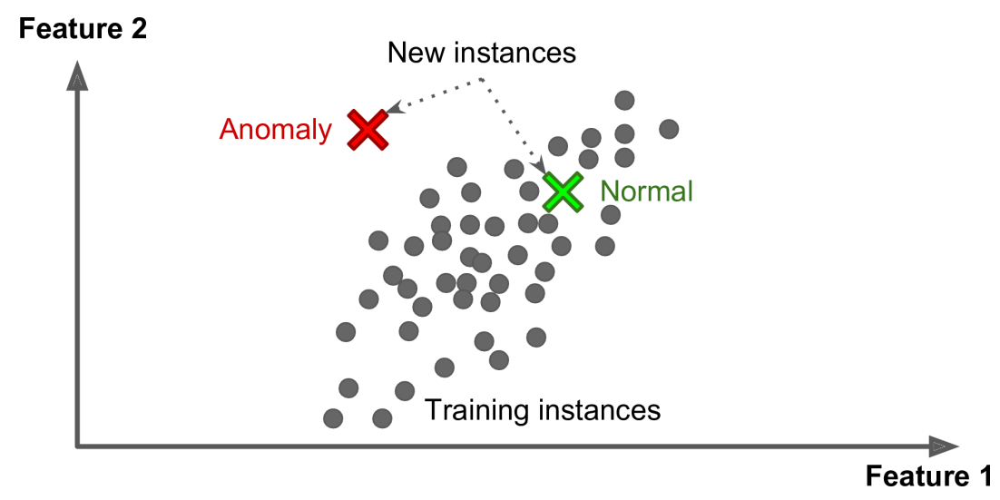 Feature 2
New instances
Anomaly
Normal
Training instances
Feature 1